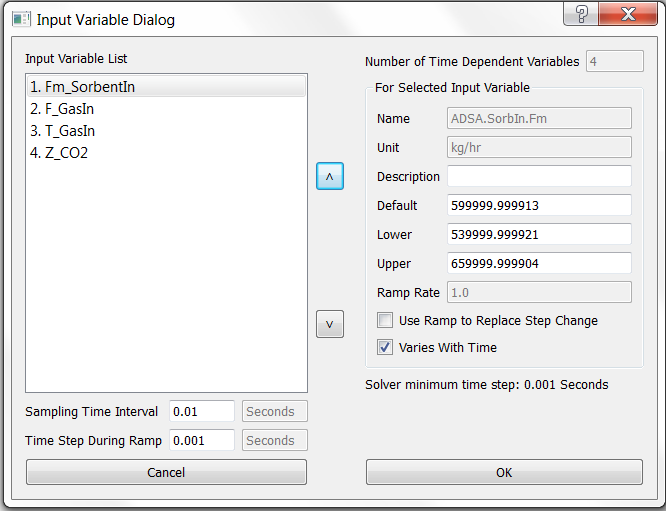 Input Variable Dialog
?
X
Input Variable List
1. Fm_SorbentIn
2. F_GasIn
3. T_GasIn
4. Z_CO2
Sampling Time Interval 0.01 Seconds
Time Step During Ramp 0.001 Seconds
Cancel
˄
˅
Number of Time Dependent Variables 4
For Selected Input Variable
Name ADSA.SorbIn.Fm
Unit kg/hr
Description
Default 599999.999913
Lower 539999.999921
Upper 659999.999904
Ramp Rate 1.0
Use Ramp to Replace Step Change
Varies With Time
Solver minimum time step: 0.001 Seconds
OK